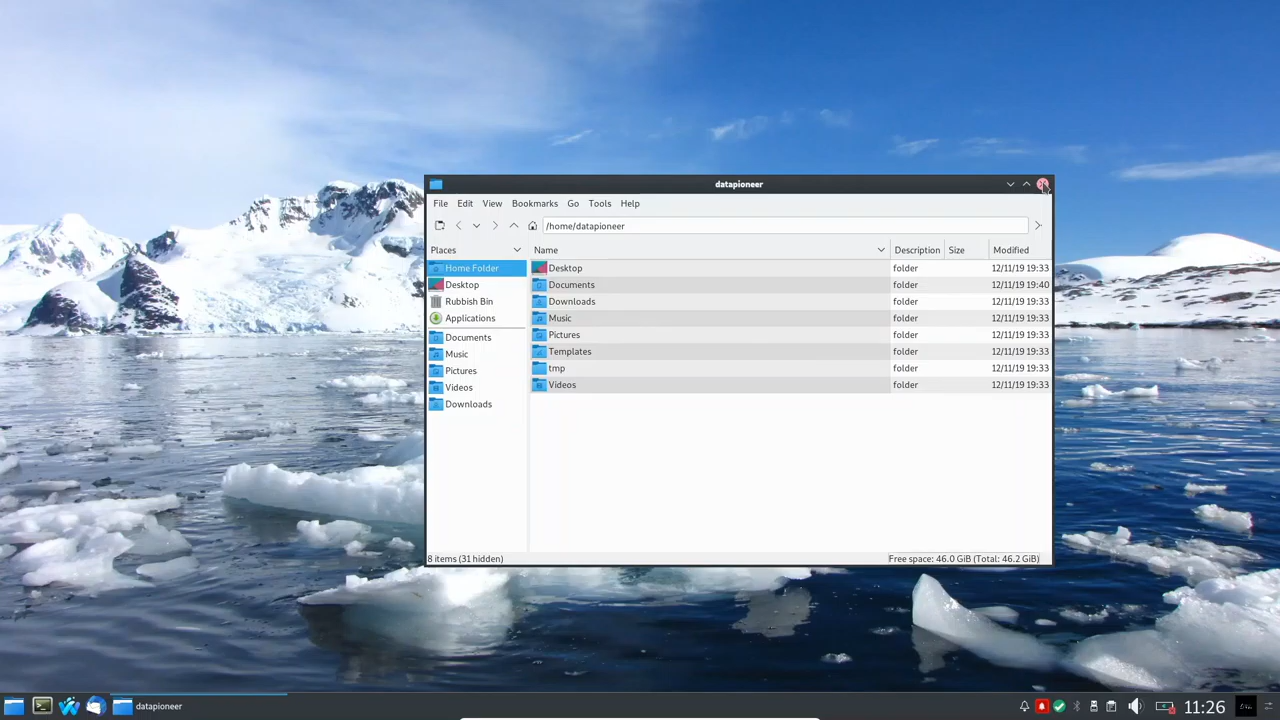 datapioneer
File Edit View Bookmarks Go Tools Help
/home/datapioneer
Places
Home Folder
Desktop
Rubbish Bin
Applications
Documents
Music
Pictures
Videos
Downloads
Name Description Size Modified
Desktop folder 12/11/19 19:33
Documents folder 12/11/19 19:40
Downloads folder 12/11/19 19:33
Music folder 12/11/19 19:33
Pictures folder 12/11/19 19:33
Templates folder 12/11/19 19:33
tmp folder 12/11/19 19:33
Videos folder 12/11/19 19:33
8 items (31 hidden) Free space: 46.0 GiB (Total: 46.2 GiB)
datapioneer 11:26